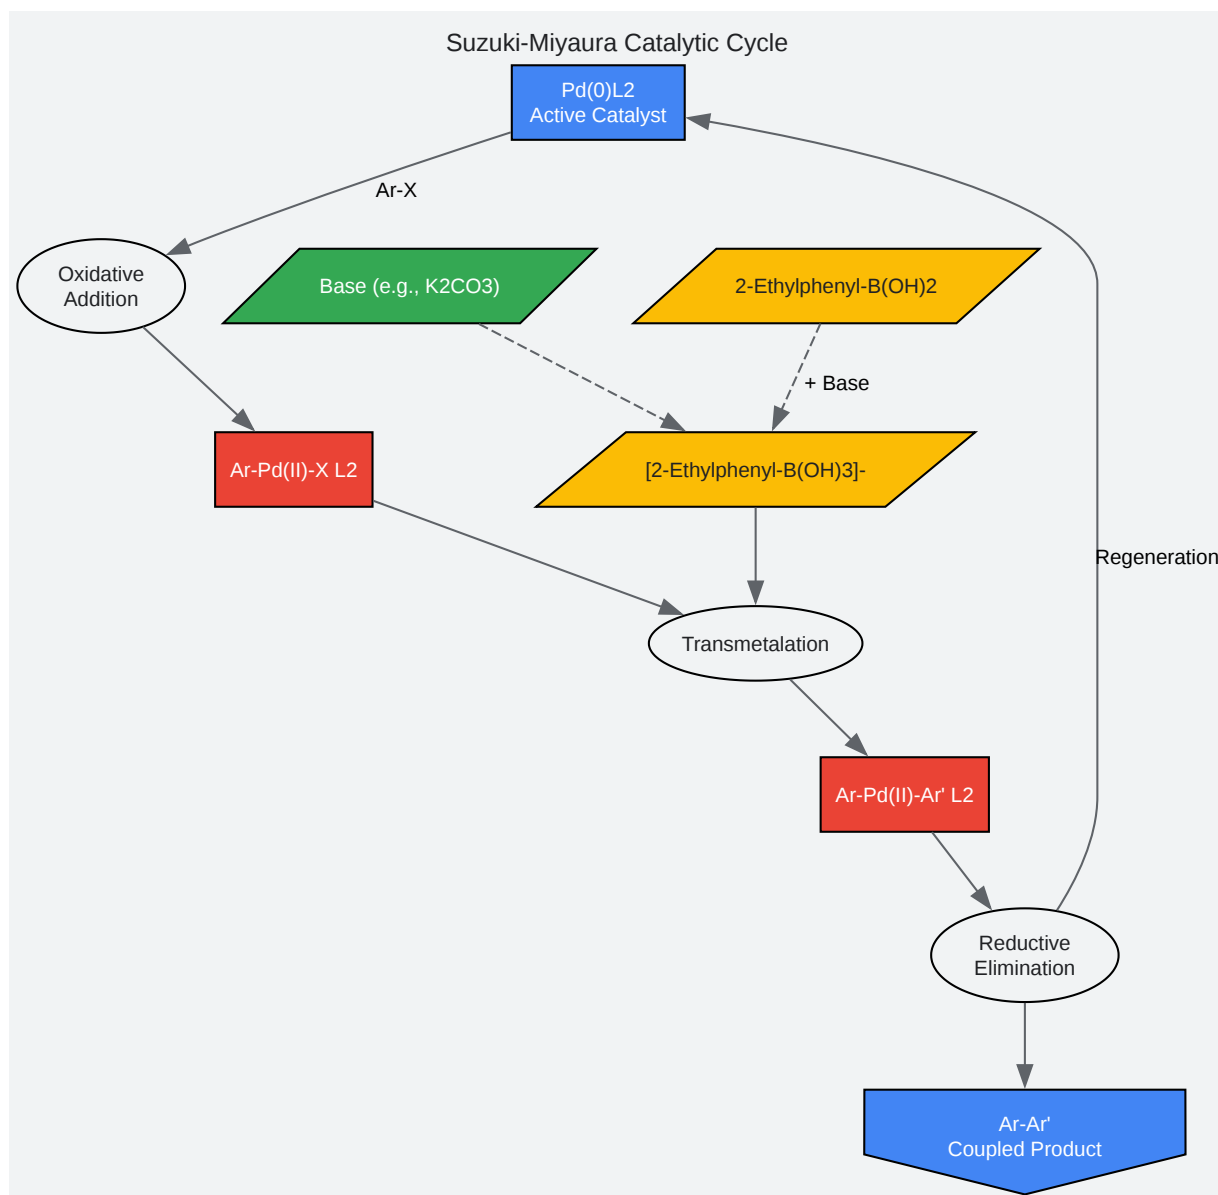 Suzuki-Miyaura Catalytic Cycle
Pd(0)L2
Active Catalyst
Ar-X
Oxidative
Addition
Base (e.g., K2CO3)
2-Ethylphenyl-B(OH)2
+ Base
Ar-Pd(II)-X L2
[2-Ethylphenyl-B(OH)3]-
Regeneration
Transmetalation
Ar-Pd(II)-Ar' L2
Reductive
Elimination
Ar-Ar'
Coupled Product